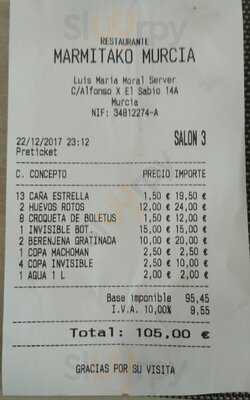 RESTAURANTE
MARMITAKO MURCIA
Luis Maria Moral Server
C/Alfonso X El Sabio 14A
Murcia
NIF: 34812274-A
22/12/2017 23:12 SALON 3
Preticket
C. CONCEPTO PRECIO IMPORTE
13 CAÑA ESTRELLA 1,50 € 19,50 €
2 HUEVOS ROTOS 12,00 € 24,00 €
8 CROQUETA DE BOLETUS 1,50 € 12,00 €
1 INVISIBLE BOT. 15,00 € 15,00 €
2 BERENJENA GRATINADA 10,00 € 20,00 €
1 COPA MACHOMAN 2,50 € 2,50 €
4 COPA INVISIBLE 2,50 € 10,00 €
1 AGUA 1 L 2,00 € 2,00 €
Base imponible 95,45
I.V.A. 10,00% 9,55
Total: 105,00 €
GRACIAS POR SU VISITA